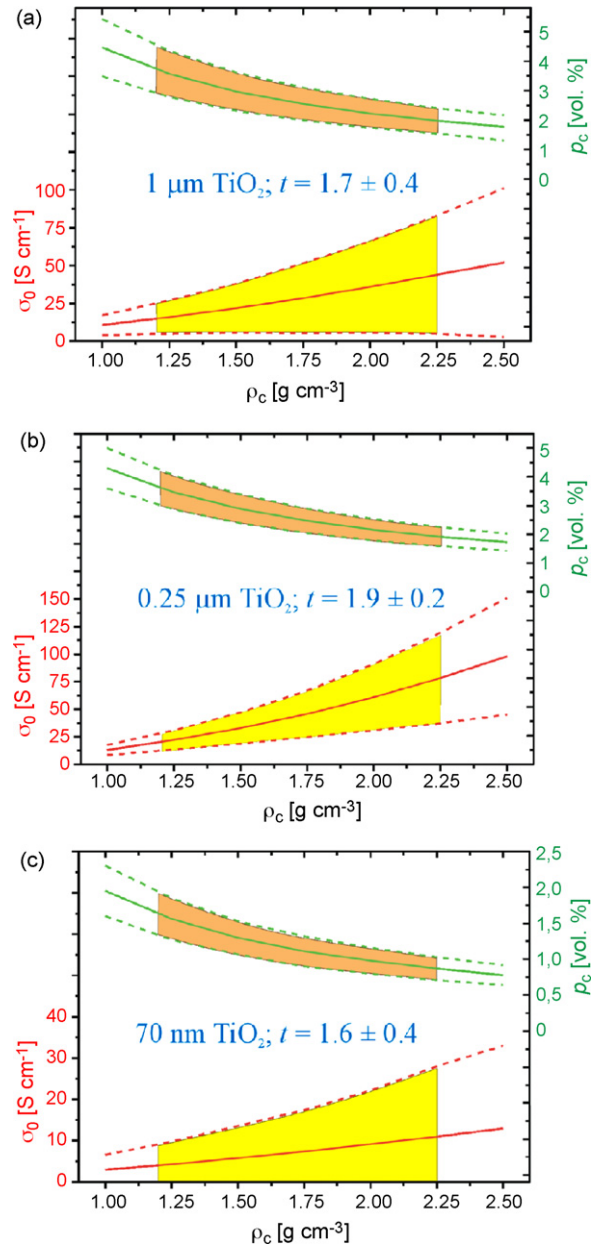 (a)
5
4
3
2
1
0
p_c [vol. %]
1 μm TiO₂; t = 1.7 ± 0.4
100
75
50
25
0
σ₀ [S cm⁻¹]
1.00 1.25 1.50 1.75 2.00 2.25 2.50
ρ_c [g cm⁻³]
(b)
5
4
3
2
1
0
p_c [vol. %]
0.25 μm TiO₂; t = 1.9 ± 0.2
150
125
100
75
50
25
0
σ₀ [S cm⁻¹]
1.00 1.25 1.50 1.75 2.00 2.25 2.50
ρ_c [g cm⁻³]
(c)
2,5
2,0
1,5
1,0
0,5
0
p_c [vol. %]
70 nm TiO₂; t = 1.6 ± 0.4
40
30
20
10
0
σ₀ [S cm⁻¹]
1.00 1.25 1.50 1.75 2.00 2.25 2.50
ρ_c [g cm⁻³]